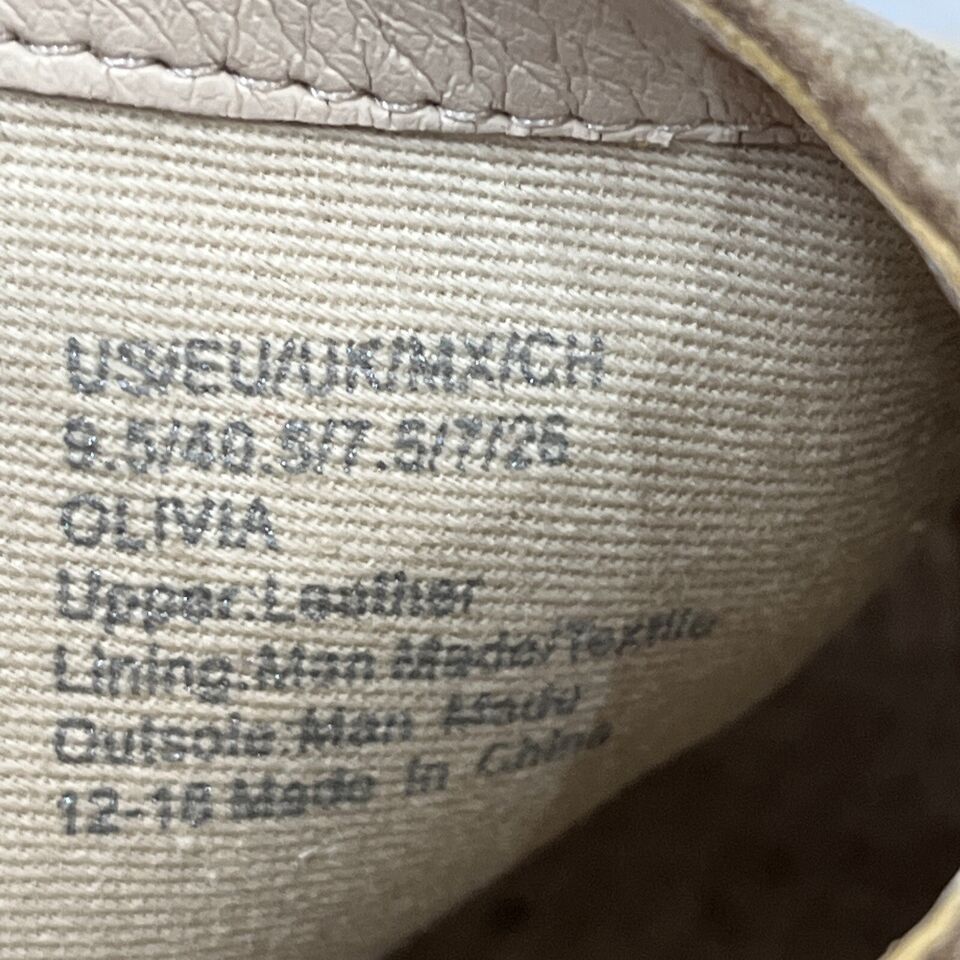 US/EU/UK/MX/CH
9.5/40.5/7.5/7/26
OLIVIA
Upper:Leather
Lining:Man Made/Textile
Outsole:Man Made
12-16 Made In China